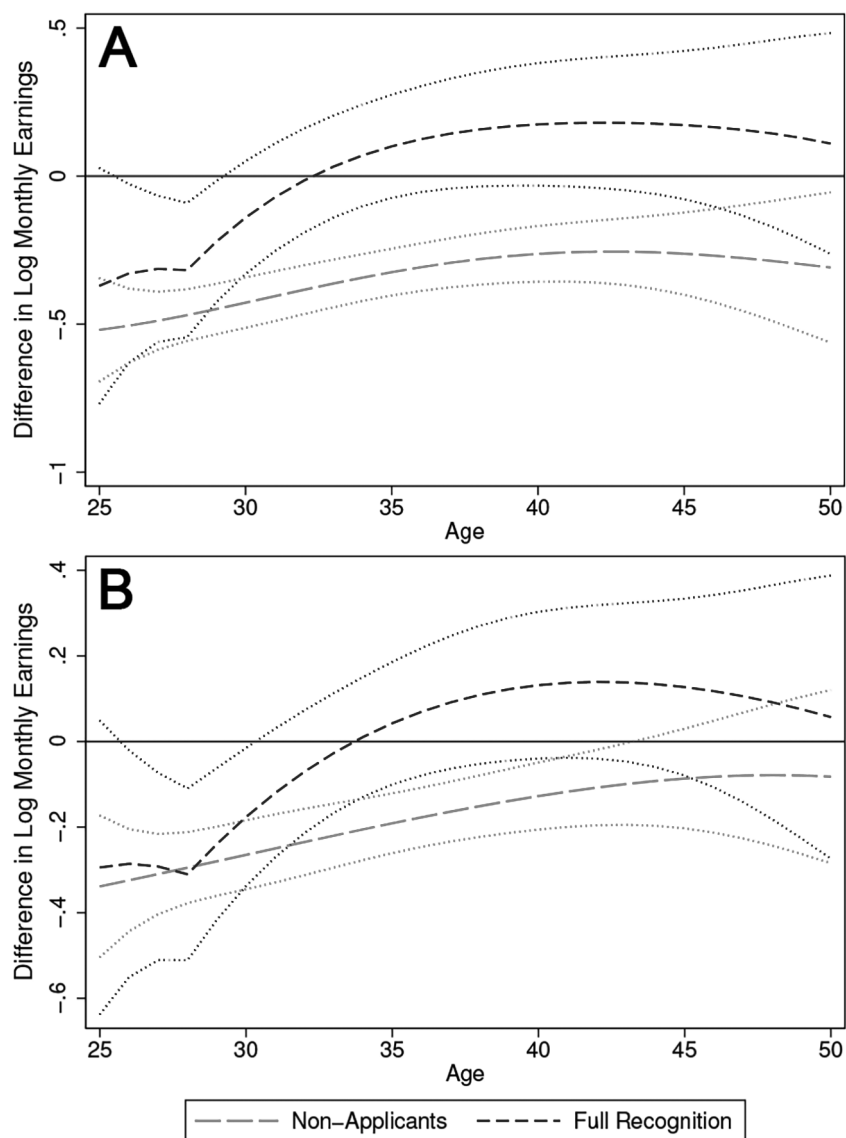 A
Difference in Log Monthly Earnings
.5
0
-.5
-1
25 30 35 40 45 50
Age
B
Difference in Log Monthly Earnings
.4
.2
0
-.2
-.4
-.6
25 30 35 40 45 50
Age
Non-Applicants Full Recognition